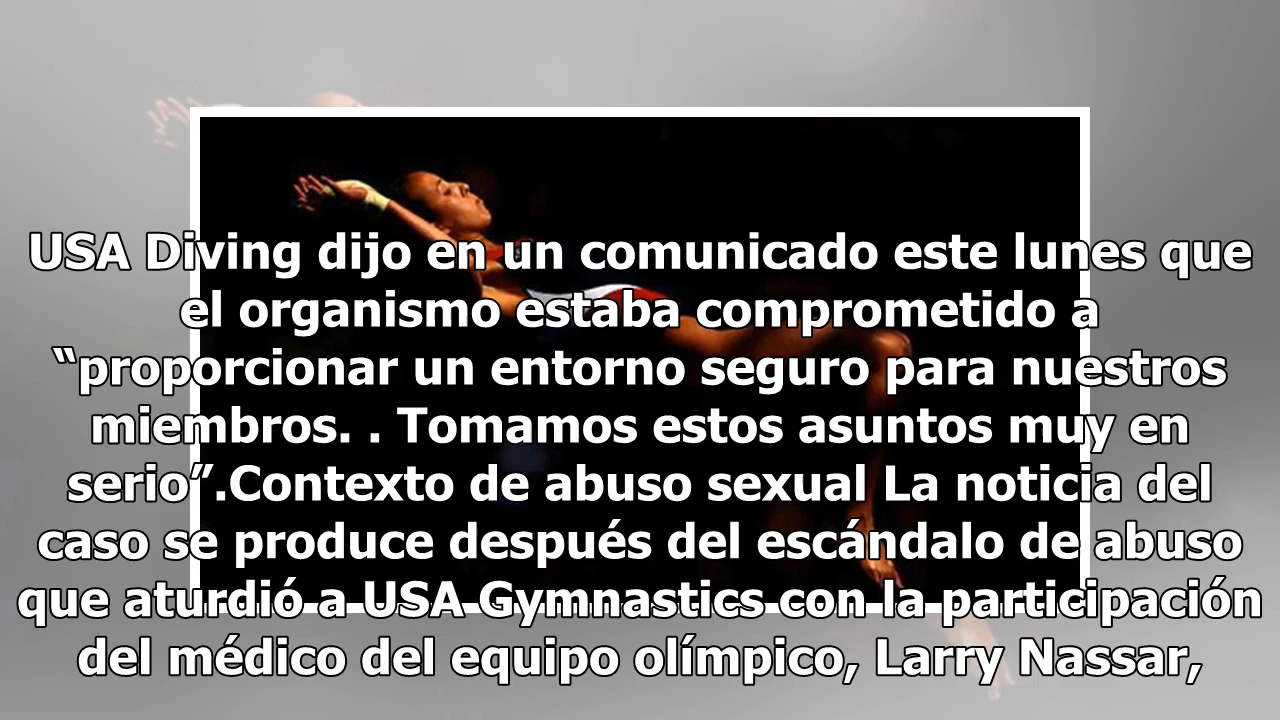 USA Diving dijo en un comunicado este lunes que
el organismo estaba comprometido a
“proporcionar un entorno seguro para nuestros
miembros. . Tomamos estos asuntos muy en
serio”.Contexto de abuso sexual La noticia del
caso se produce después del escándalo de abuso
que aturdió a USA Gymnastics con la participación
del médico del equipo olímpico, Larry Nassar,